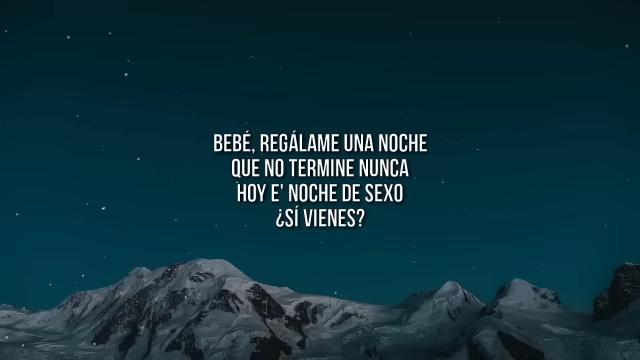 BEBÉ, REGÁLAME UNA NOCHE
QUE NO TERMINE NUNCA
HOY E' NOCHE DE SEXO
¿SÍ VIENES?